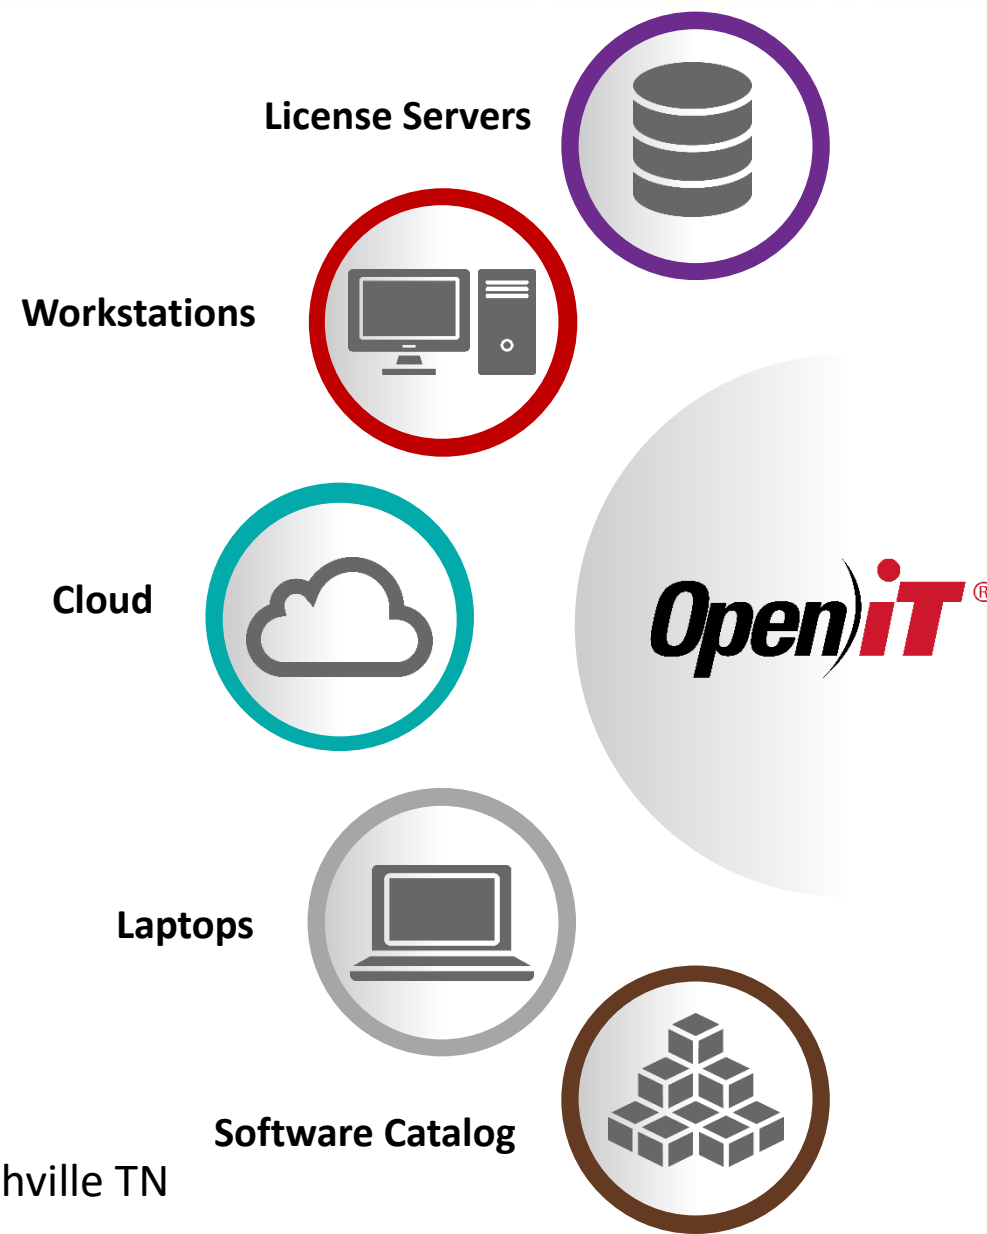 License Servers
Workstations
Cloud
Open iT®
Laptops
Software Catalog
hville TN